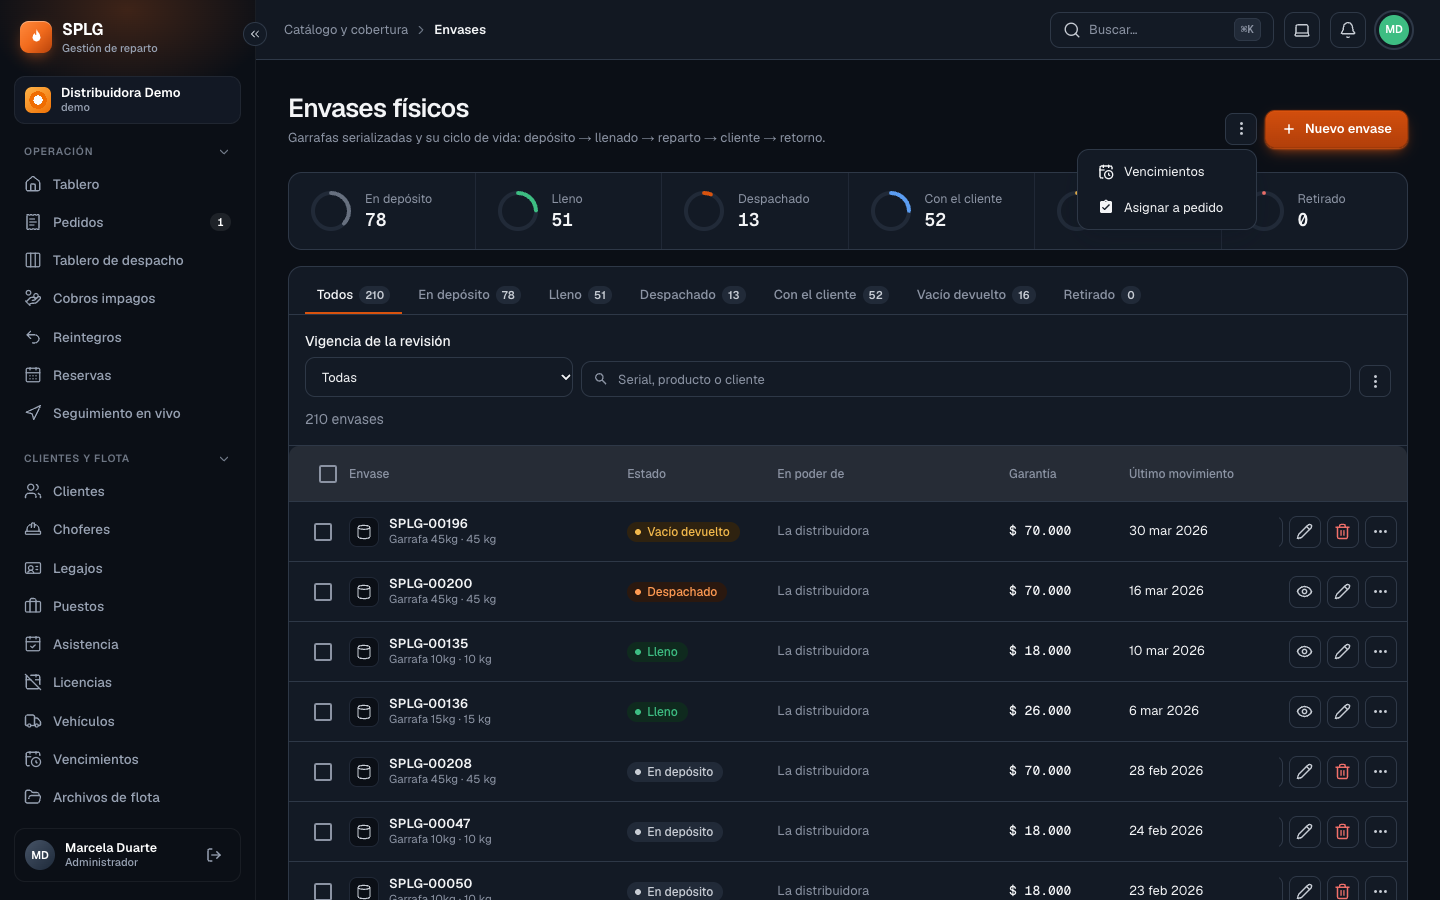 SPLG
Gestión de reparto
Distribuidora Demo
demo
OPERACIÓN
Tablero
Pedidos 1
Tablero de despacho
Cobros impagos
Reintegros
Reservas
Seguimiento en vivo
CLIENTES Y FLOTA
Clientes
Choferes
Legajos
Puestos
Asistencia
Licencias
Vehículos
Vencimientos
Archivos de flota
MD Marcela Duarte
Administrador
Catálogo y cobertura > Envases
Buscar... ⌘K
MD
Envases físicos
Garrafas serializadas y su ciclo de vida: depósito → llenado → reparto → cliente → retorno.
+ Nuevo envase
Vencimientos
Asignar a pedido
En depósito 78
Lleno 51
Despachado 13
Con el cliente 52
Retirado 0
Todos 210 En depósito 78 Lleno 51 Despachado 13 Con el cliente 52 Vacío devuelto 16 Retirado 0
Vigencia de la revisión
Todas
Serial, producto o cliente
210 envases
Envase Estado En poder de Garantía Último movimiento
SPLG-00196
Garrafa 45kg · 45 kg
Vacío devuelto La distribuidora $ 70.000 30 mar 2026
SPLG-00200
Garrafa 45kg · 45 kg
Despachado La distribuidora $ 70.000 16 mar 2026
SPLG-00135
Garrafa 10kg · 10 kg
Lleno La distribuidora $ 18.000 10 mar 2026
SPLG-00136
Garrafa 15kg · 15 kg
Lleno La distribuidora $ 26.000 6 mar 2026
SPLG-00208
Garrafa 45kg · 45 kg
En depósito La distribuidora $ 70.000 28 feb 2026
SPLG-00047
Garrafa 10kg · 10 kg
En depósito La distribuidora $ 18.000 24 feb 2026
SPLG-00050
Garrafa 10kg · 10 kg
En depósito La distribuidora $ 18.000 23 feb 2026